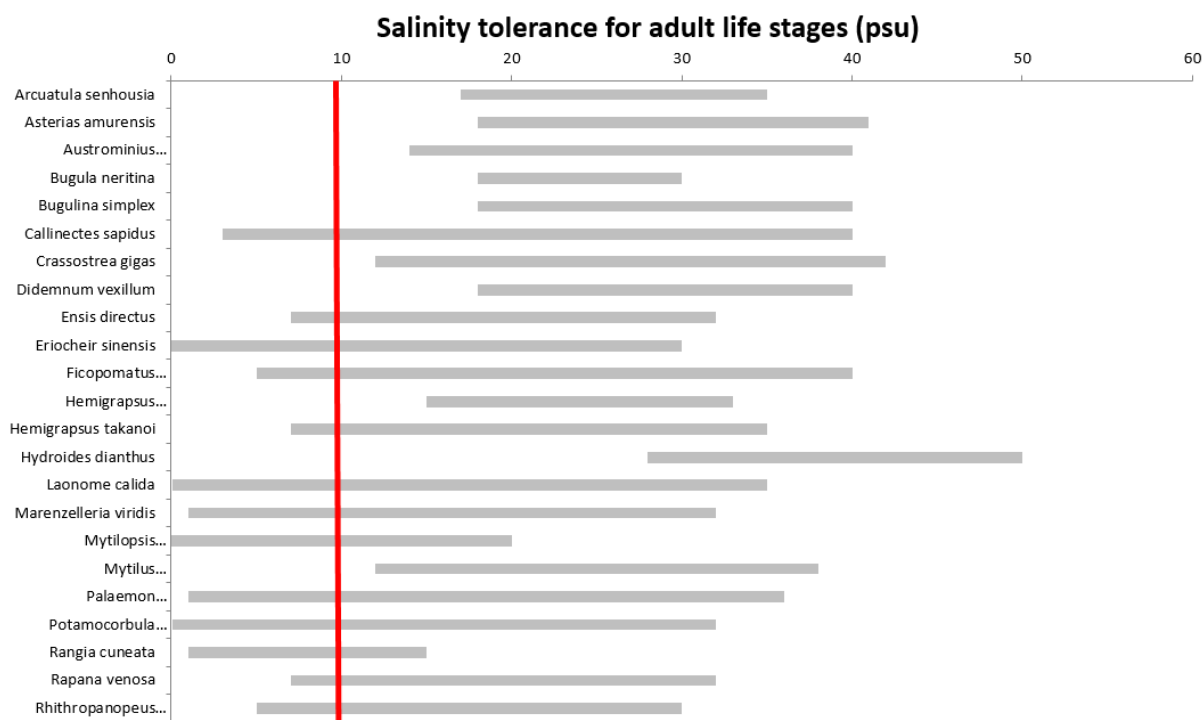 Salinity tolerance for adult life stages (psu)
0 10 20 30 40 50 60
Arcuatula senhousia
Asterias amurensis
Austrominius...
Bugula neritina
Bugulina simplex
Callinectes sapidus
Crassostrea gigas
Didemnum vexillum
Ensis directus
Eriocheir sinensis
Ficopomatus...
Hemigrapsus...
Hemigrapsus takanoi
Hydroides dianthus
Laonome calida
Marenzelleria viridis
Mytilopsis...
Mytilus...
Palaemon...
Potamocorbula...
Rangia cuneata
Rapana venosa
Rhithropanopeus...